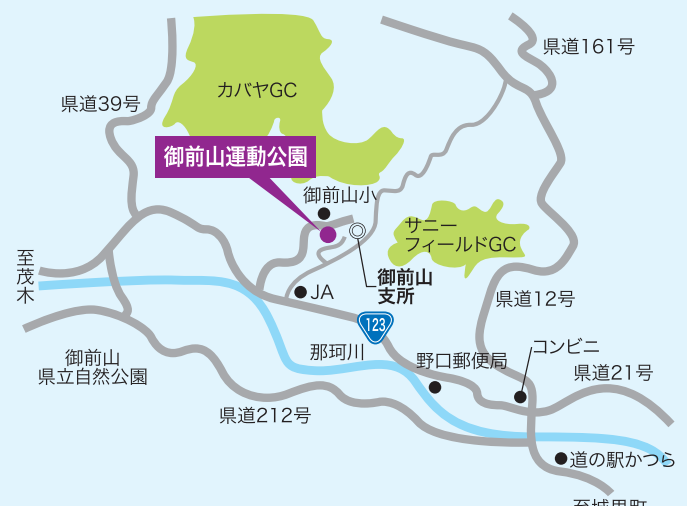 県道161号
カバヤGC
県道39号
御前山運動公園
御前山小
サニー
フィールドGC
至茂木
御前山
支所
JA
県道12号
123
那珂川
野口郵便局
コンビニ
御前山
県立自然公園
県道21号
県道212号
道の駅かつら
至城里町